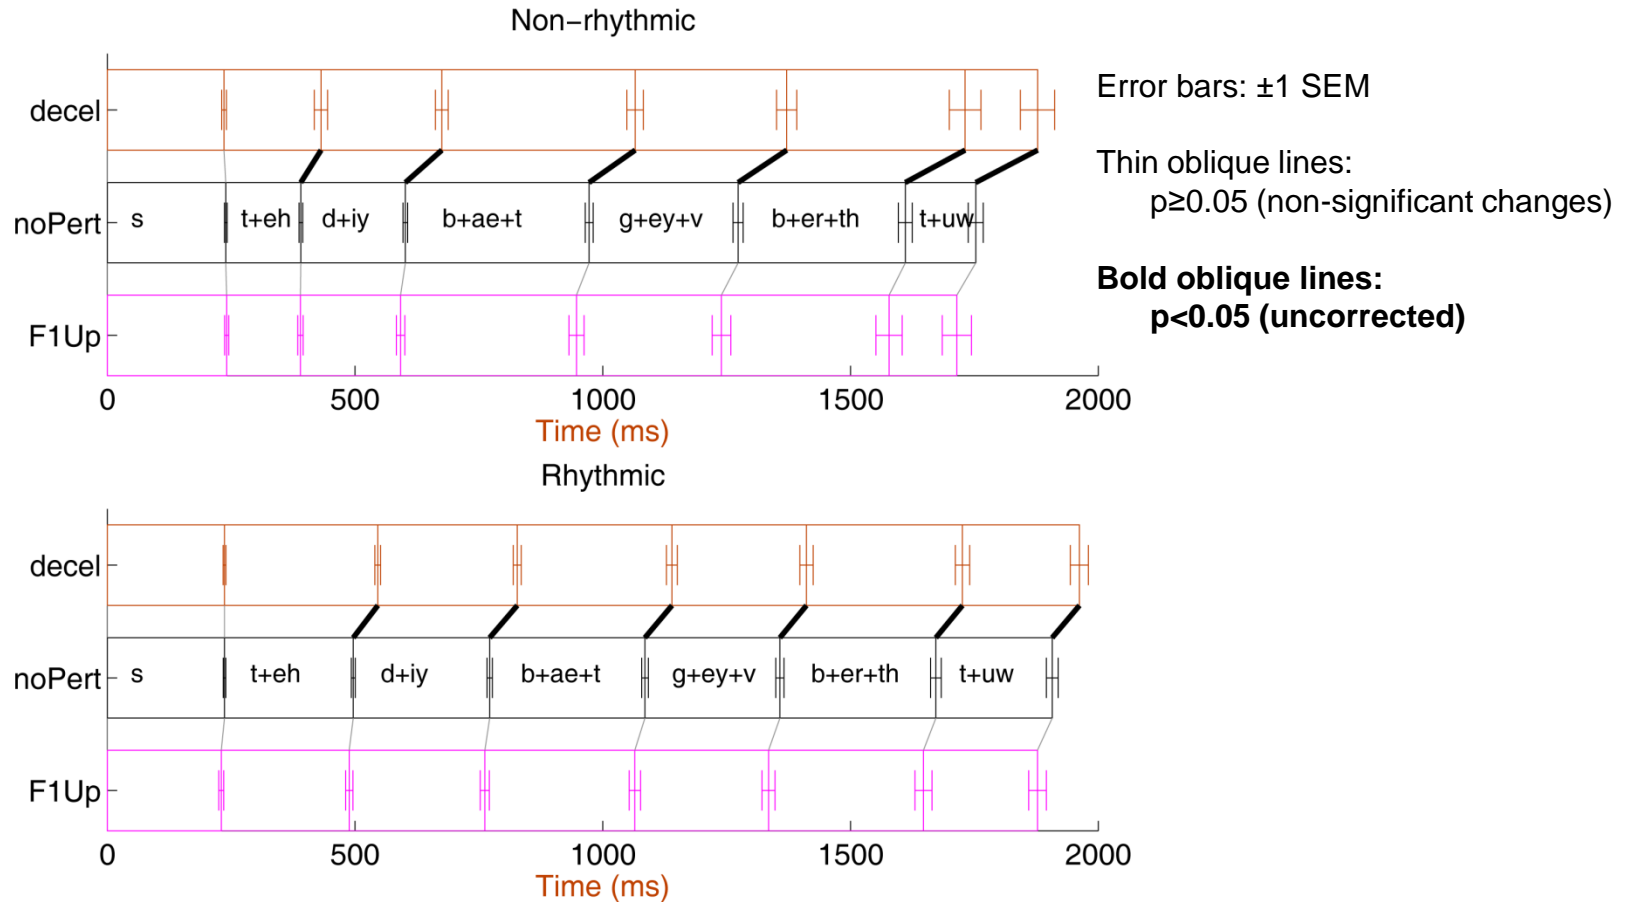 Non−rhythmic
decel
noPert
s t+eh d+iy b+ae+t g+ey+v b+er+th t+uw
F1Up
0 500 1000 1500 2000
Time (ms)
Error bars: ±1 SEM
Thin oblique lines:
p≥0.05 (non-significant changes)
Bold oblique lines:
p<0.05 (uncorrected)
Rhythmic
decel
noPert
s t+eh d+iy b+ae+t g+ey+v b+er+th t+uw
F1Up
0 500 1000 1500 2000
Time (ms)